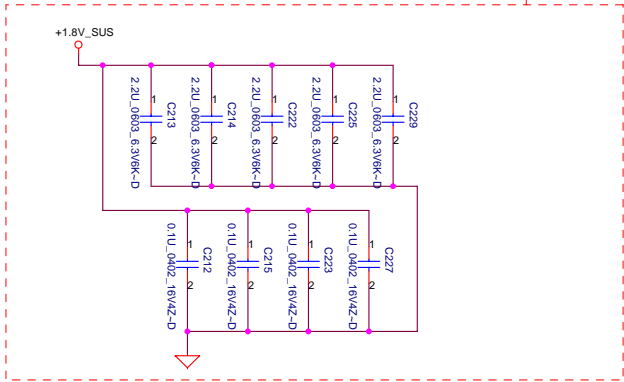 +1.8V_SUS
1
2
C213
2.2U_0603_6.3V6K~D
1
2
C214
2.2U_0603_6.3V6K~D
1
2
C222
2.2U_0603_6.3V6K~D
1
2
C225
2.2U_0603_6.3V6K~D
1
2
C229
2.2U_0603_6.3V6K~D
1
2
C212
0.1U_0402_16V4Z~D
1
2
C215
0.1U_0402_16V4Z~D
1
2
C223
0.1U_0402_16V4Z~D
1
2
C227
0.1U_0402_16V4Z~D